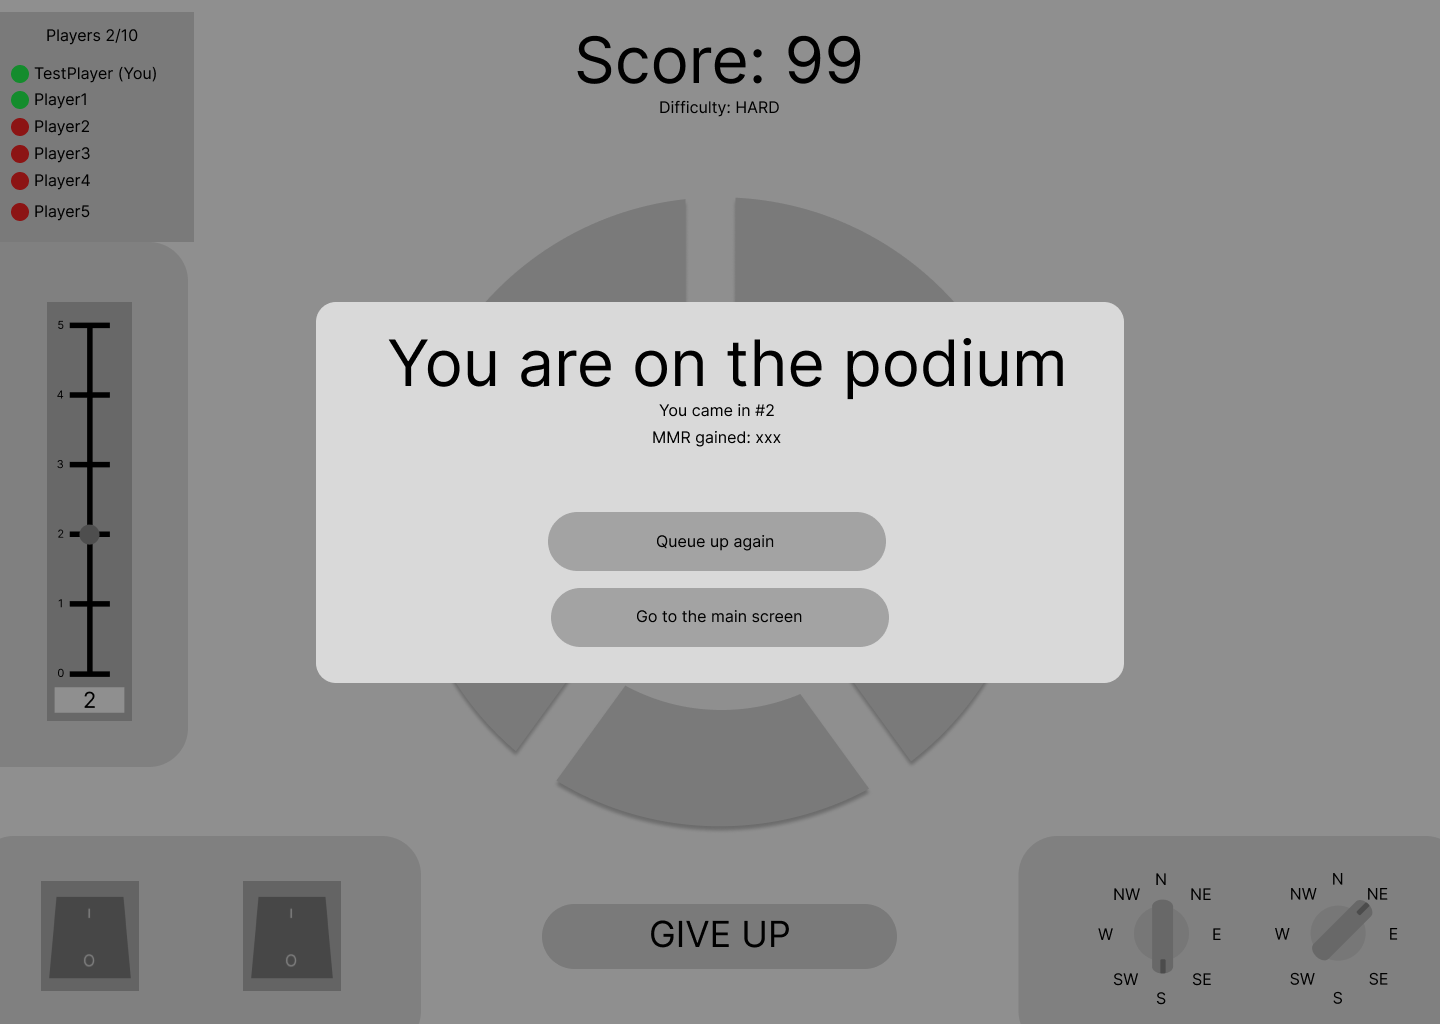 Players 2/10
TestPlayer (You)
Player1
Player2
Player3
Player4
Player5
Score: 99
Difficulty: HARD
5
4
3
2
1
0
2
You are on the podium
You came in #2
MMR gained: xxx
Queue up again
Go to the main screen
I
O
I
O
GIVE UP
N
NW NE
W E
SW SE
S
N
NW NE
W E
SW SE
S